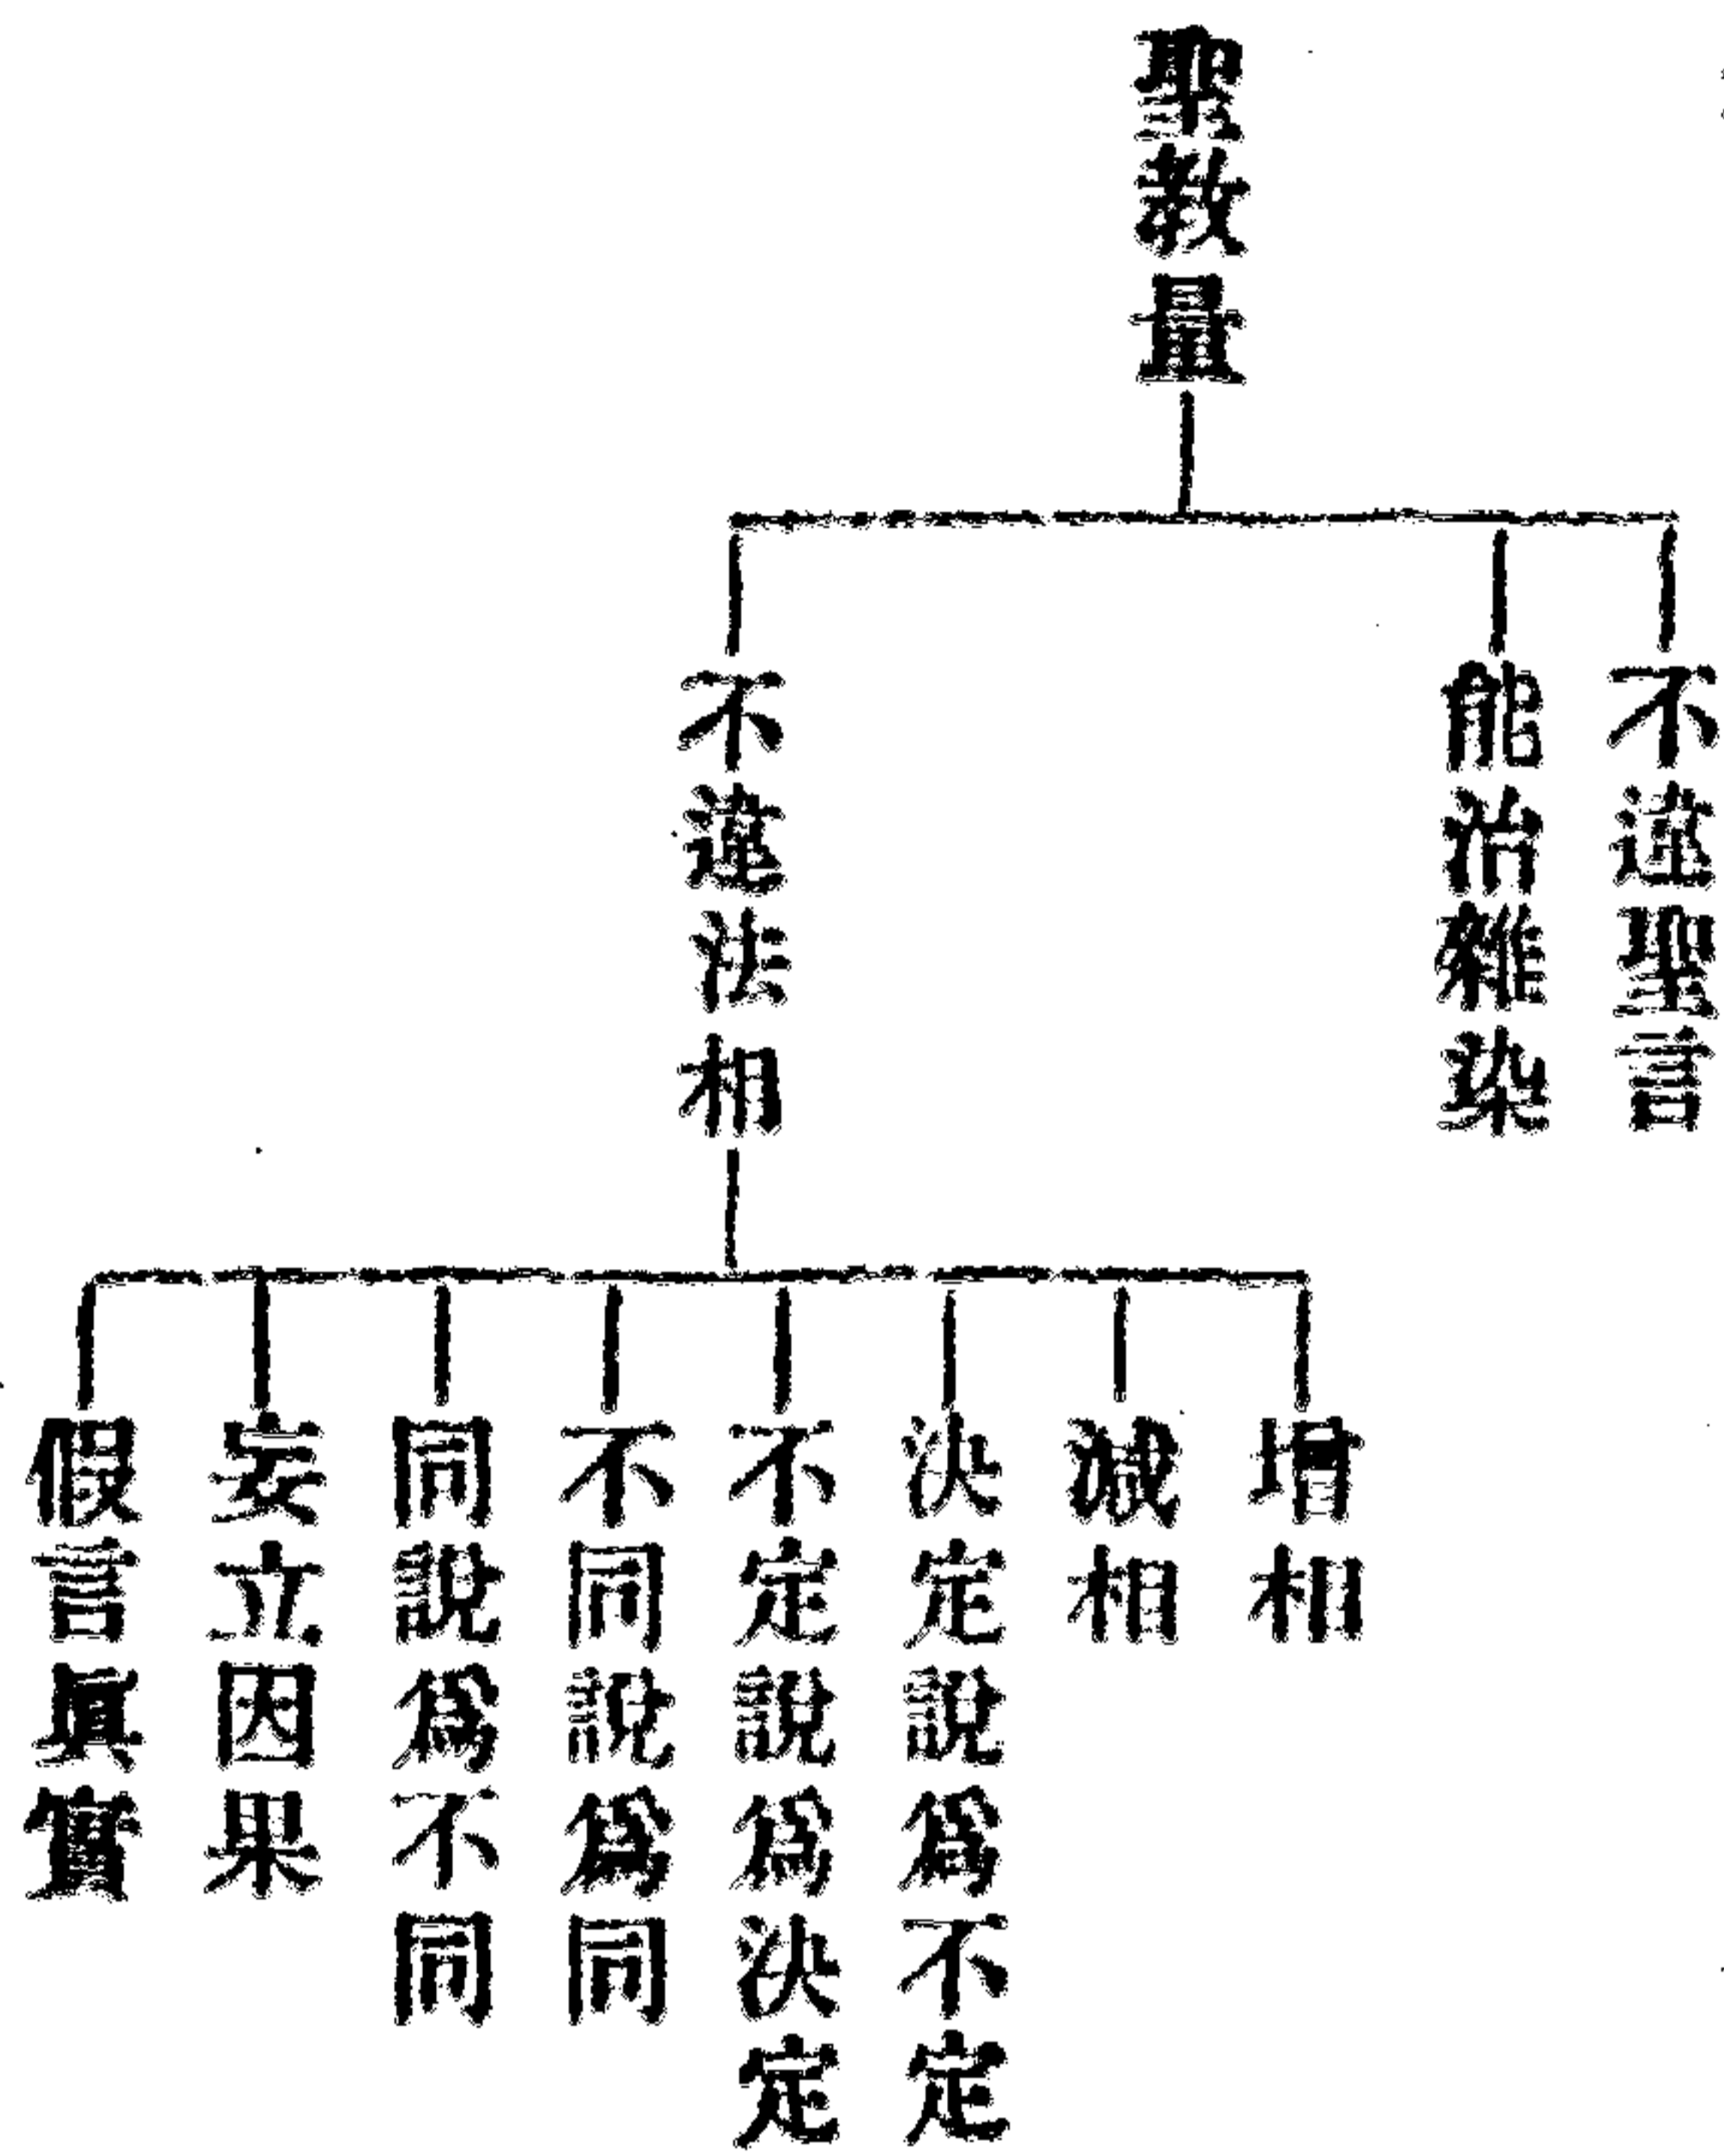 聖教量
不違聖言
能治雜染
不違法相
增相
減相
決定說爲不定
不定說爲決定
不同說爲同
同說爲不同
妄立因果
假言眞實